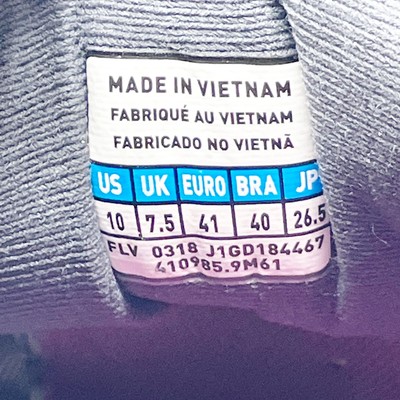 MADE IN VIETNAM
FABRIQUÉ AU VIETNAM
FABRICADO NO VIETNÃ
US UK EURO BRA JP
10 7.5 41 40 26.5
FLV 0318 J1GD184467
410985.9M61